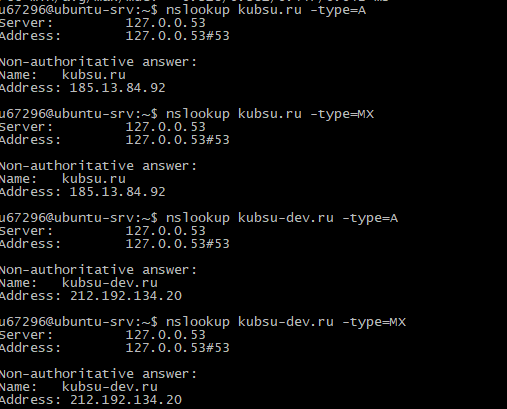 u67296@ubuntu-srv:~$ nslookup kubsu.ru -type=A
Server:         127.0.0.53
Address:        127.0.0.53#53

Non-authoritative answer:
Name:   kubsu.ru
Address: 185.13.84.92

u67296@ubuntu-srv:~$ nslookup kubsu.ru -type=MX
Server:         127.0.0.53
Address:        127.0.0.53#53

Non-authoritative answer:
Name:   kubsu.ru
Address: 185.13.84.92

u67296@ubuntu-srv:~$ nslookup kubsu-dev.ru -type=A
Server:         127.0.0.53
Address:        127.0.0.53#53

Non-authoritative answer:
Name:   kubsu-dev.ru
Address: 212.192.134.20

u67296@ubuntu-srv:~$ nslookup kubsu-dev.ru -type=MX
Server:         127.0.0.53
Address:        127.0.0.53#53

Non-authoritative answer:
Name:   kubsu-dev.ru
Address: 212.192.134.20